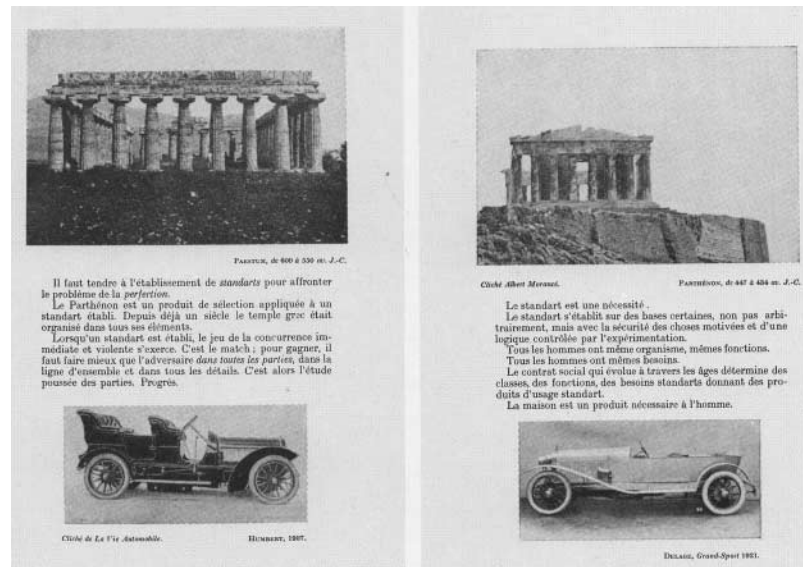 PAESTUM, de 600 à 550 av. J.-C.
Il faut tendre à l'établissement de standarts pour affronter
le problème de la perfection.
Le Parthénon est un produit de sélection appliquée à un
standart établi. Depuis déjà un siècle le temple grec était
organisé dans tous ses éléments.
Lorsqu'un standart est établi, le jeu de la concurrence im-
médiate et violente s'exerce. C'est le match ; pour gagner, il
faut faire mieux que l'adversaire dans toutes les parties, dans la
ligne d'ensemble et dans tous les détails. C'est alors l'étude
poussée des parties. Progrès.
Cliché de La Vie Automobile.
HUMBERT, 1907.
Cliché Albert Morancé.
PARTHÉNON, de 447 à 434 av. J.-C.
Le standart est une nécessité .
Le standart s'établit sur des bases certaines, non pas arbi-
trairement, mais avec la sécurité des choses motivées et d'une
logique contrôlée par l'expérimentation.
Tous les hommes ont même organisme, mêmes fonctions.
Tous les hommes ont mêmes besoins.
Le contrat social qui évolue à travers les âges détermine des
classes, des fonctions, des besoins standarts donnant des pro-
duits d'usage standart.
La maison est un produit nécessaire à l'homme.
DELAGE, Grand-Sport 1921.